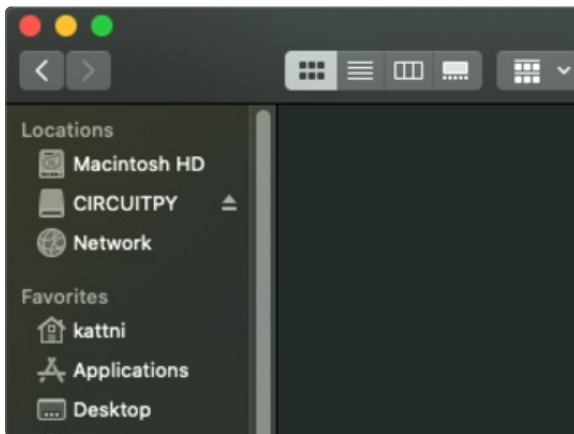 Locations
Macintosh HD
CIRCUITPY
Network
Favorites
kattni
Applications
Desktop